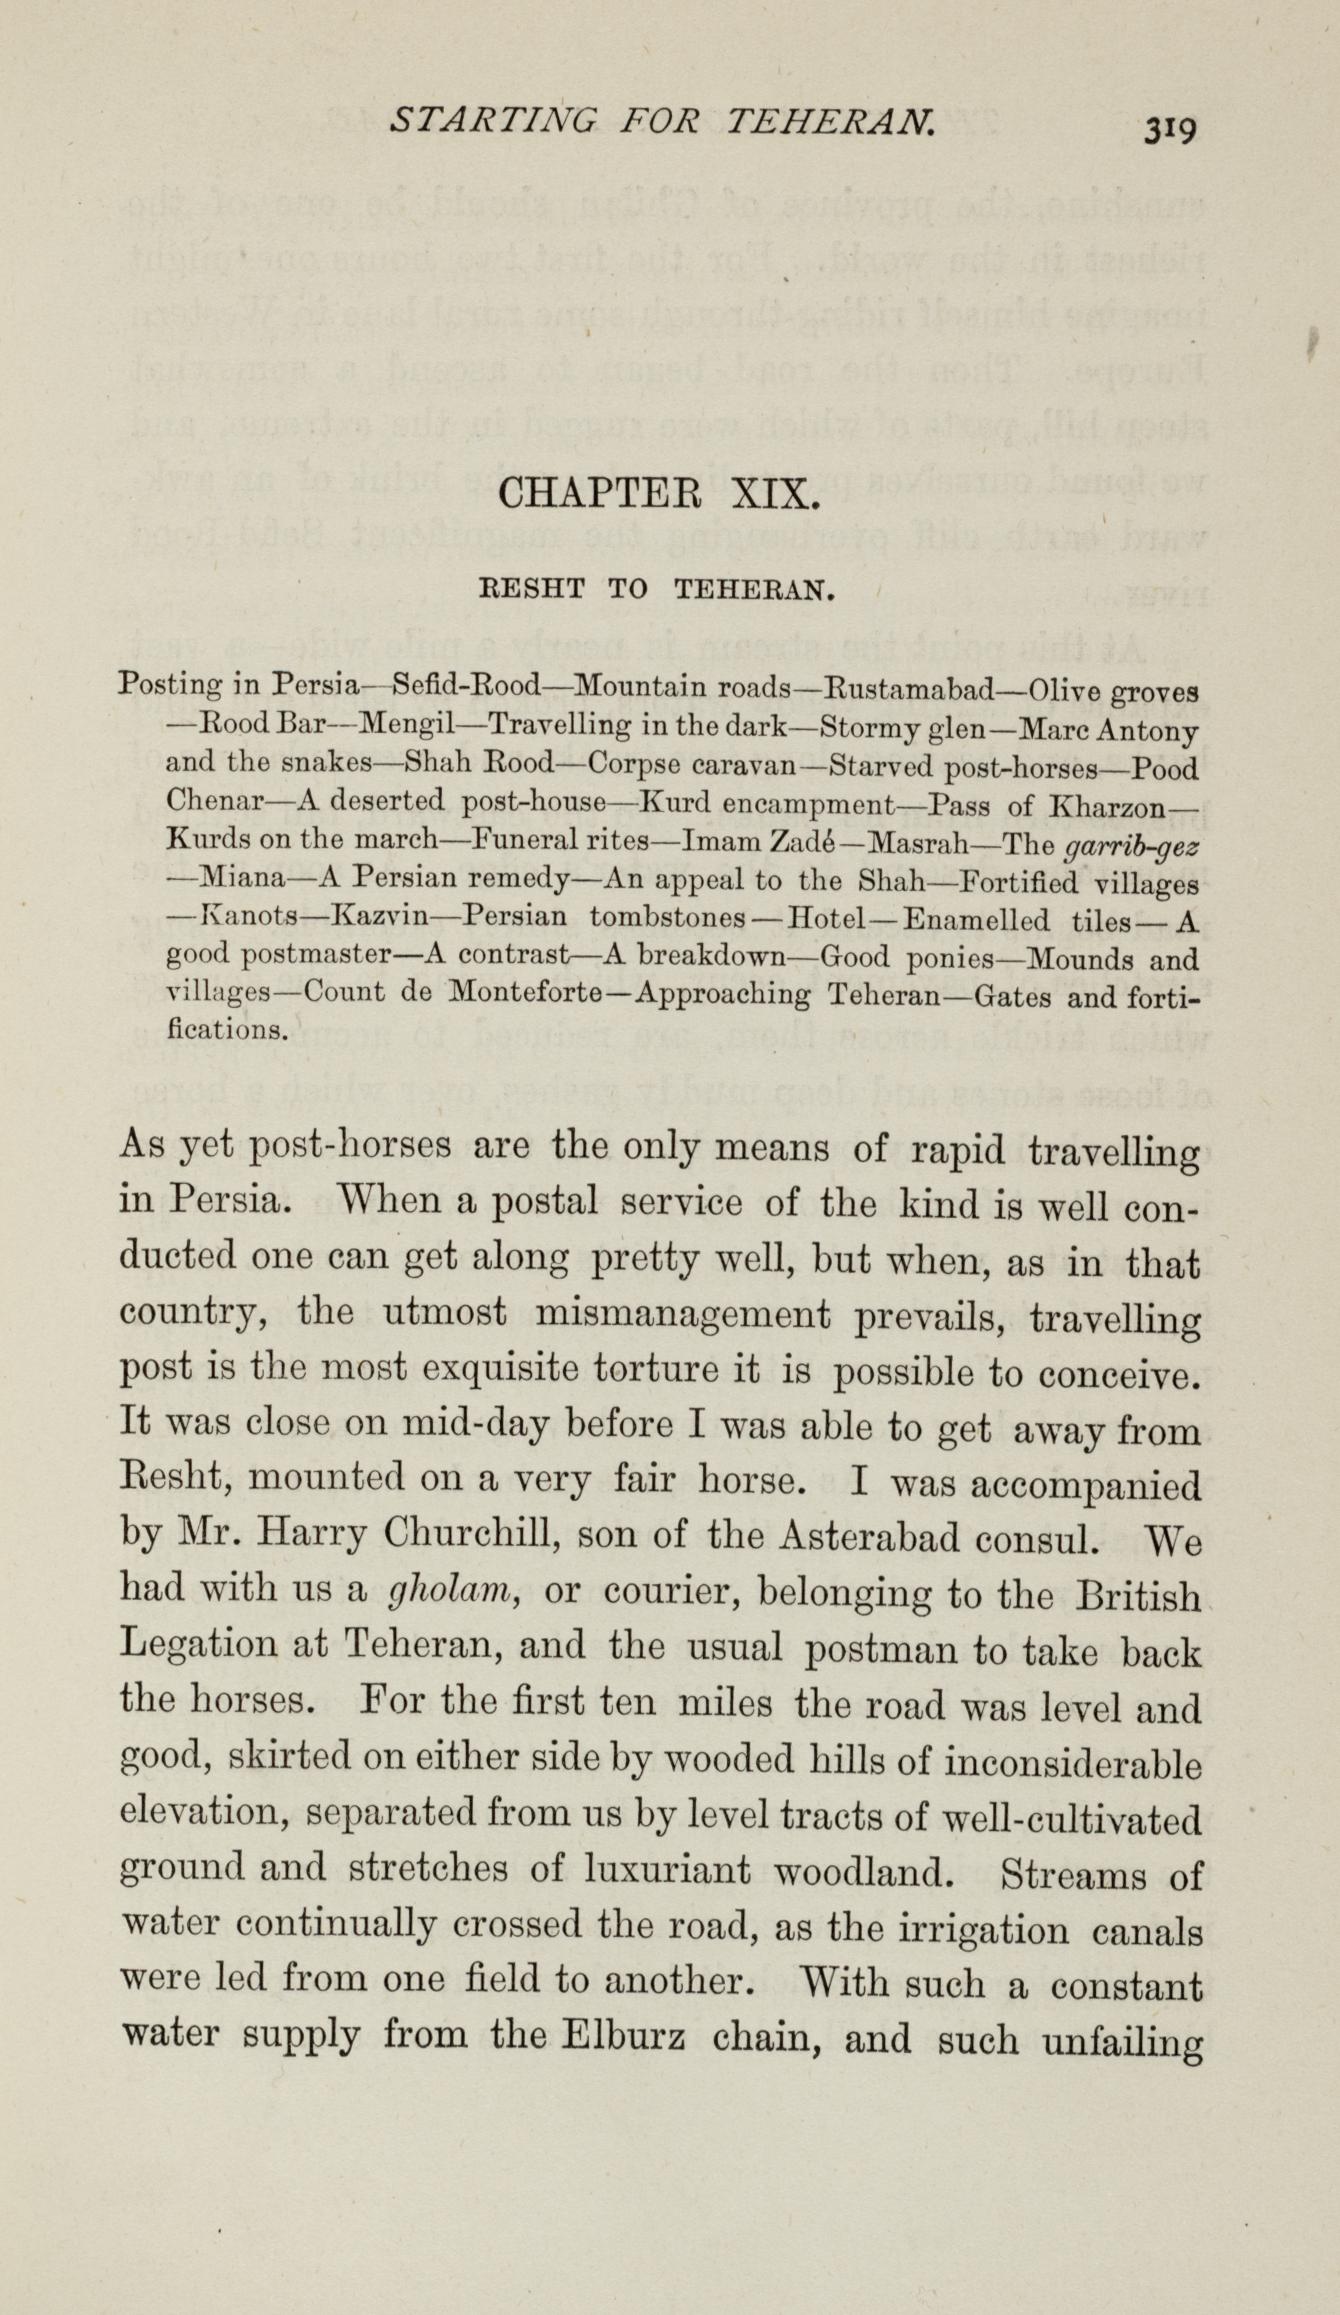 STARTING FOR TEHERAN. 319
CHAPTER XIX.
RESHT TO TEHERAN.
Posting in Persia—Sefid-Rood—Mountain roads—Rustamabad—Olive groves
—Rood Bar—Mengil—Travelling in the dark—Stormy glen—Marc Antony
and the snakes—Shah Rood—Corpse caravan—Starved post-horses—Pood
Chenar—A deserted post-house—Kurd encampment—Pass of Kharzon—
Kurds on the march—Funeral rites—Imam Zadé—Masrah—The garrib-gez
—Miana—A Persian remedy—An appeal to the Shah—Fortified villages
—Kanots—Kazvin—Persian tombstones—Hotel—Enamelled tiles—A
good postmaster—A contrast—A breakdown—Good ponies—Mounds and
villages—Count de Monteforte—Approaching Teheran—Gates and forti-
fications.
As yet post-horses are the only means of rapid travelling
in Persia. When a postal service of the kind is well con-
ducted one can get along pretty well, but when, as in that
country, the utmost mismanagement prevails, travelling
post is the most exquisite torture it is possible to conceive.
It was close on mid-day before I was able to get away from
Resht, mounted on a very fair horse. I was accompanied
by Mr. Harry Churchill, son of the Asterabad consul. We
had with us a gholam, or courier, belonging to the British
Legation at Teheran, and the usual postman to take back
the horses. For the first ten miles the road was level and
good, skirted on either side by wooded hills of inconsiderable
elevation, separated from us by level tracts of well-cultivated
ground and stretches of luxuriant woodland. Streams of
water continually crossed the road, as the irrigation canals
were led from one field to another. With such a constant
water supply from the Elburz chain, and such unfailing